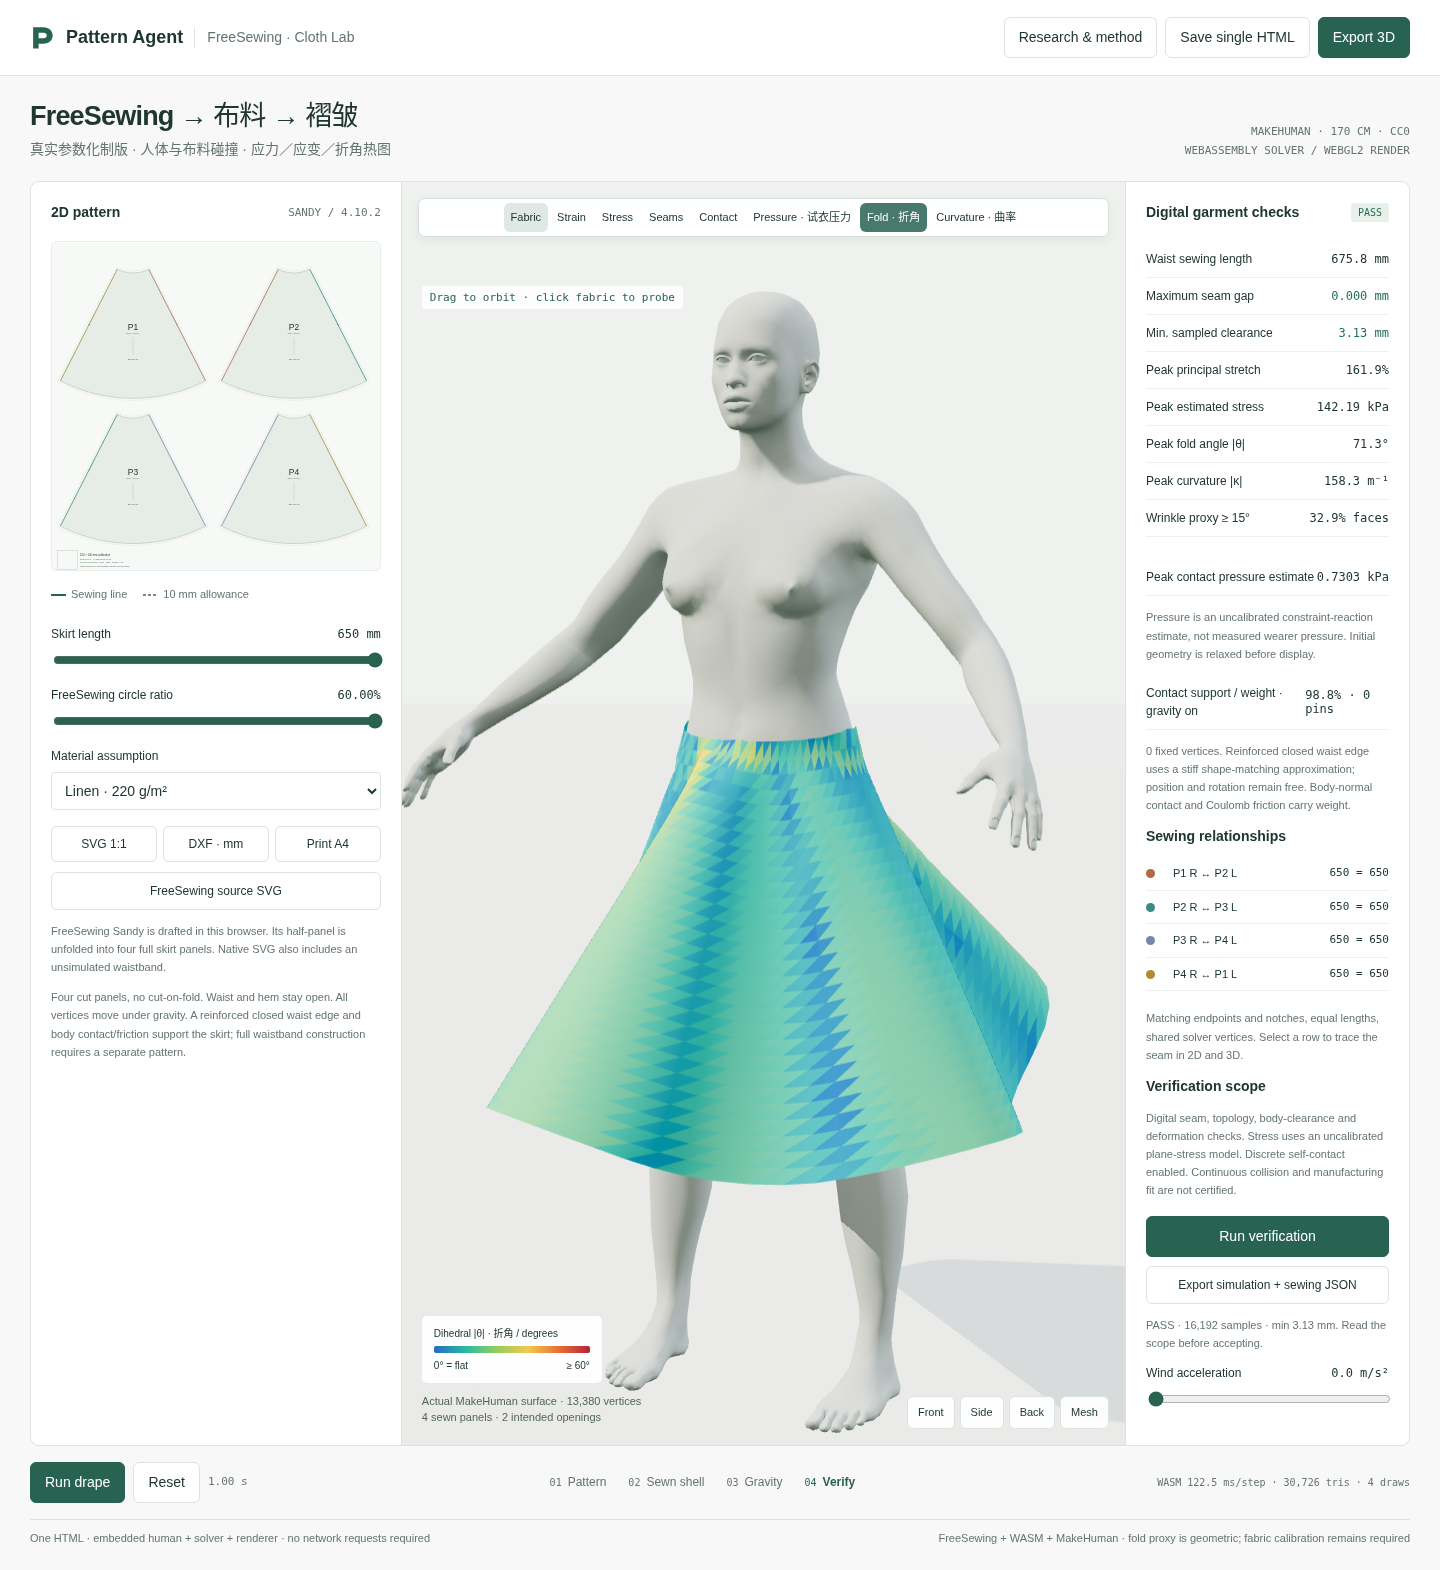 Pattern Agent
FreeSewing · Cloth Lab
Research & method
Save single HTML
Export 3D
FreeSewing → 布料 → 褶皱
真实参数化制版 · 人体与布料碰撞 · 应力／应变／折角热图
MAKEHUMAN · 170 CM · CC0
WEBASSEMBLY SOLVER / WEBGL2 RENDER
2D pattern
SANDY / 4.10.2
P1
P2
P3
P4
Sewing line
10 mm allowance
Skirt length
650 mm
FreeSewing circle ratio
60.00%
Material assumption
Linen · 220 g/m²
SVG 1:1
DXF · mm
Print A4
FreeSewing source SVG
FreeSewing Sandy is drafted in this browser. Its half-panel is
unfolded into four full skirt panels. Native SVG also includes an
unsimulated waistband.
Four cut panels, no cut-on-fold. Waist and hem stay open. All
vertices move under gravity. A reinforced closed waist edge and
body contact/friction support the skirt; full waistband construction
requires a separate pattern.
Fabric
Strain
Stress
Seams
Contact
Pressure · 试衣压力
Fold · 折角
Curvature · 曲率
Drag to orbit · click fabric to probe
Dihedral |θ| · 折角 / degrees
0° = flat
≥ 60°
Actual MakeHuman surface · 13,380 vertices
4 sewn panels · 2 intended openings
Front
Side
Back
Mesh
Digital garment checks
PASS
Waist sewing length
675.8 mm
Maximum seam gap
0.000 mm
Min. sampled clearance
3.13 mm
Peak principal stretch
161.9%
Peak estimated stress
142.19 kPa
Peak fold angle |θ|
71.3°
Peak curvature |κ|
158.3 m⁻¹
Wrinkle proxy ≥ 15°
32.9% faces
Peak contact pressure estimate
0.7303 kPa
Pressure is an uncalibrated constraint-reaction
estimate, not measured wearer pressure. Initial
geometry is relaxed before display.
Contact support / weight ·
gravity on
98.8% · 0
pins
0 fixed vertices. Reinforced closed waist edge
uses a stiff shape-matching approximation;
position and rotation remain free. Body-normal
contact and Coulomb friction carry weight.
Sewing relationships
P1 R ↔ P2 L
650 = 650
P2 R ↔ P3 L
650 = 650
P3 R ↔ P4 L
650 = 650
P4 R ↔ P1 L
650 = 650
Matching endpoints and notches, equal lengths,
shared solver vertices. Select a row to trace the
seam in 2D and 3D.
Verification scope
Digital seam, topology, body-clearance and
deformation checks. Stress uses an uncalibrated
plane-stress model. Discrete self-contact
enabled. Continuous collision and manufacturing
fit are not certified.
Run verification
Export simulation + sewing JSON
PASS · 16,192 samples · min 3.13 mm. Read the
scope before accepting.
Wind acceleration
0.0 m/s²
Run drape
Reset
1.00 s
01 Pattern
02 Sewn shell
03 Gravity
04 Verify
WASM 122.5 ms/step · 30,726 tris · 4 draws
One HTML · embedded human + solver + renderer · no network requests required
FreeSewing + WASM + MakeHuman · fold proxy is geometric; fabric calibration remains required